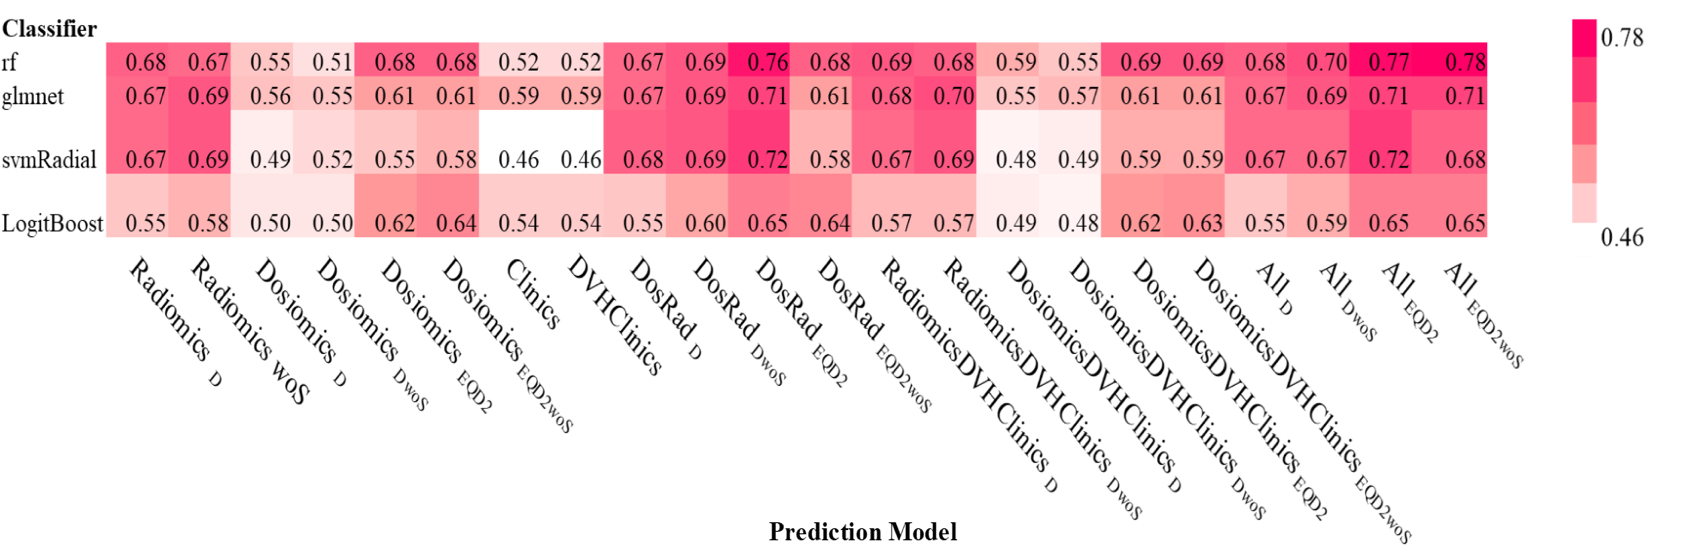 Classifier
rf 0.68 0.67 0.55 0.51 0.68 0.68 0.52 0.52 0.67 0.69 0.76 0.68 0.69 0.68 0.59 0.55 0.69 0.69 0.68 0.70 0.77 0.78
glmnet 0.67 0.69 0.56 0.55 0.61 0.61 0.59 0.59 0.67 0.69 0.71 0.61 0.68 0.70 0.55 0.57 0.61 0.61 0.67 0.69 0.71 0.71
svmRadial 0.67 0.69 0.49 0.52 0.55 0.58 0.46 0.46 0.68 0.69 0.72 0.58 0.67 0.69 0.48 0.49 0.59 0.59 0.67 0.67 0.72 0.68
LogitBoost 0.55 0.58 0.50 0.50 0.62 0.64 0.54 0.54 0.55 0.60 0.65 0.64 0.57 0.57 0.49 0.48 0.62 0.63 0.55 0.59 0.65 0.65
Radiomics D
Radiomics woS
Dosiomics D
Dosiomics DwoS
Dosiomics EQD2
Dosiomics EQD2woS
Clinics
DVHClinics
DosRad D
DosRad DwoS
DosRad EQD2
DosRad EQD2woS
RadiomicsDVHClinics D
RadiomicsDVHClinics DwoS
DosiomicsDVHClinics D
DosiomicsDVHClinics DwoS
DosiomicsDVHClinics EQD2
DosiomicsDVHClinics EQD2woS
All D
All DwoS
All EQD2
All EQD2woS
Prediction Model
0.78
0.46